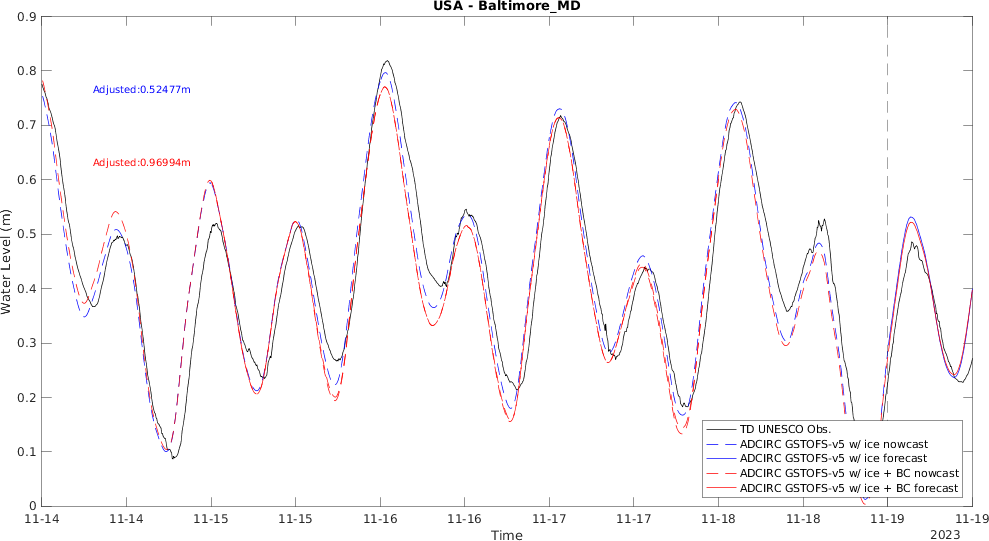 USA - Baltimore_MD
0.9
0.8
0.7
0.6
0.5
0.4
0.3
0.2
0.1
0
Water Level (m)
Adjusted:0.52477m
Adjusted:0.96994m
TD UNESCO Obs.
ADCIRC GSTOFS-v5 w/ ice nowcast
ADCIRC GSTOFS-v5 w/ ice forecast
ADCIRC GSTOFS-v5 w/ ice + BC nowcast
ADCIRC GSTOFS-v5 w/ ice + BC forecast
11-14 11-14 11-15 11-15 11-16 11-16 11-17 11-17 11-18 11-18 11-19 11-19
Time
2023